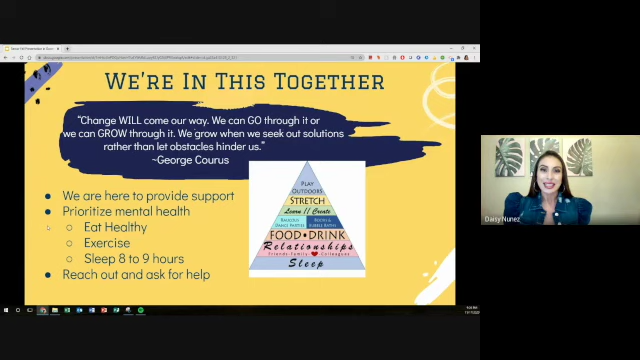 WE'RE IN THIS TOGETHER
“Change WILL come our way. We can GO through it or
we can GROW through it. We grow when we seek out solutions
rather than let obstacles hinder us.”
~George Courus
We are here to provide support
Prioritize mental health
Eat Healthy
Exercise
Sleep 8 to 9 hours
Reach out and ask for help
PLAY
OUTDOORS
STRETCH
Learn // Create
DANCE PARTIES
FOOD • DRINK
Relationships
Friends-Family Colleagues
Sleep
Daisy Nunez